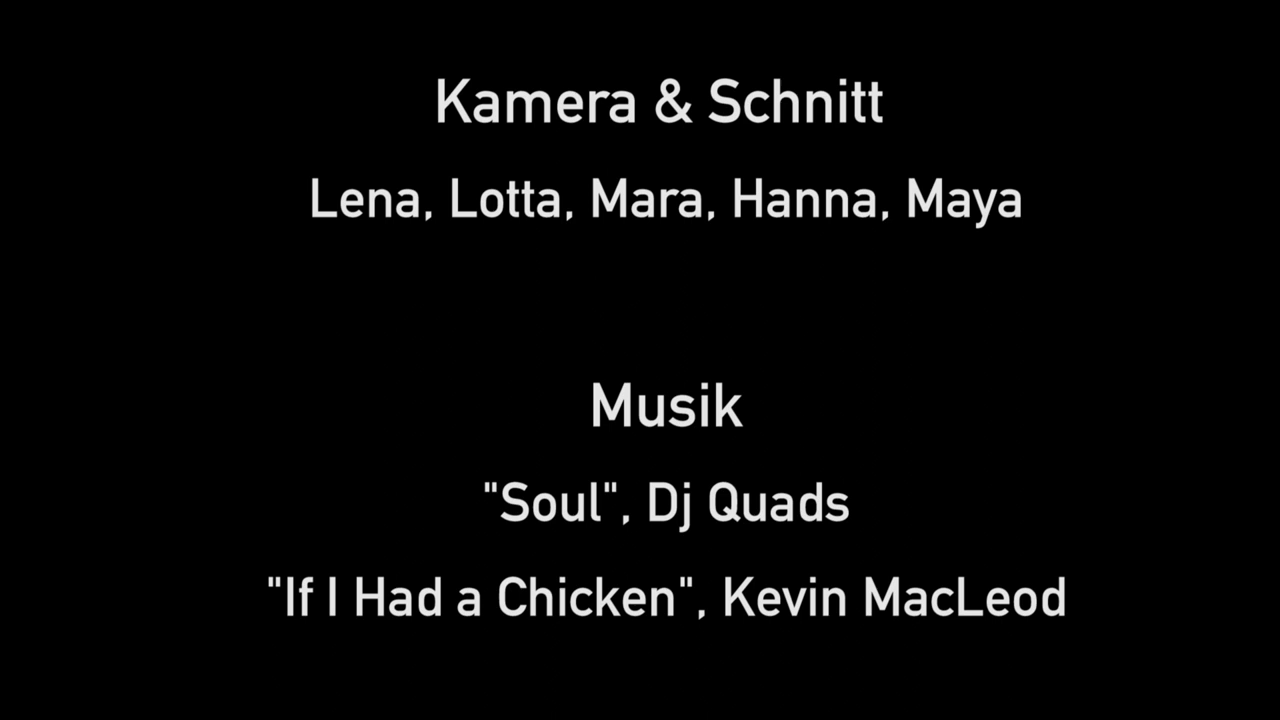 Kamera & Schnitt
Lena, Lotta, Mara, Hanna, Maya
Musik
"Soul", Dj Quads
"If I Had a Chicken", Kevin MacLeod